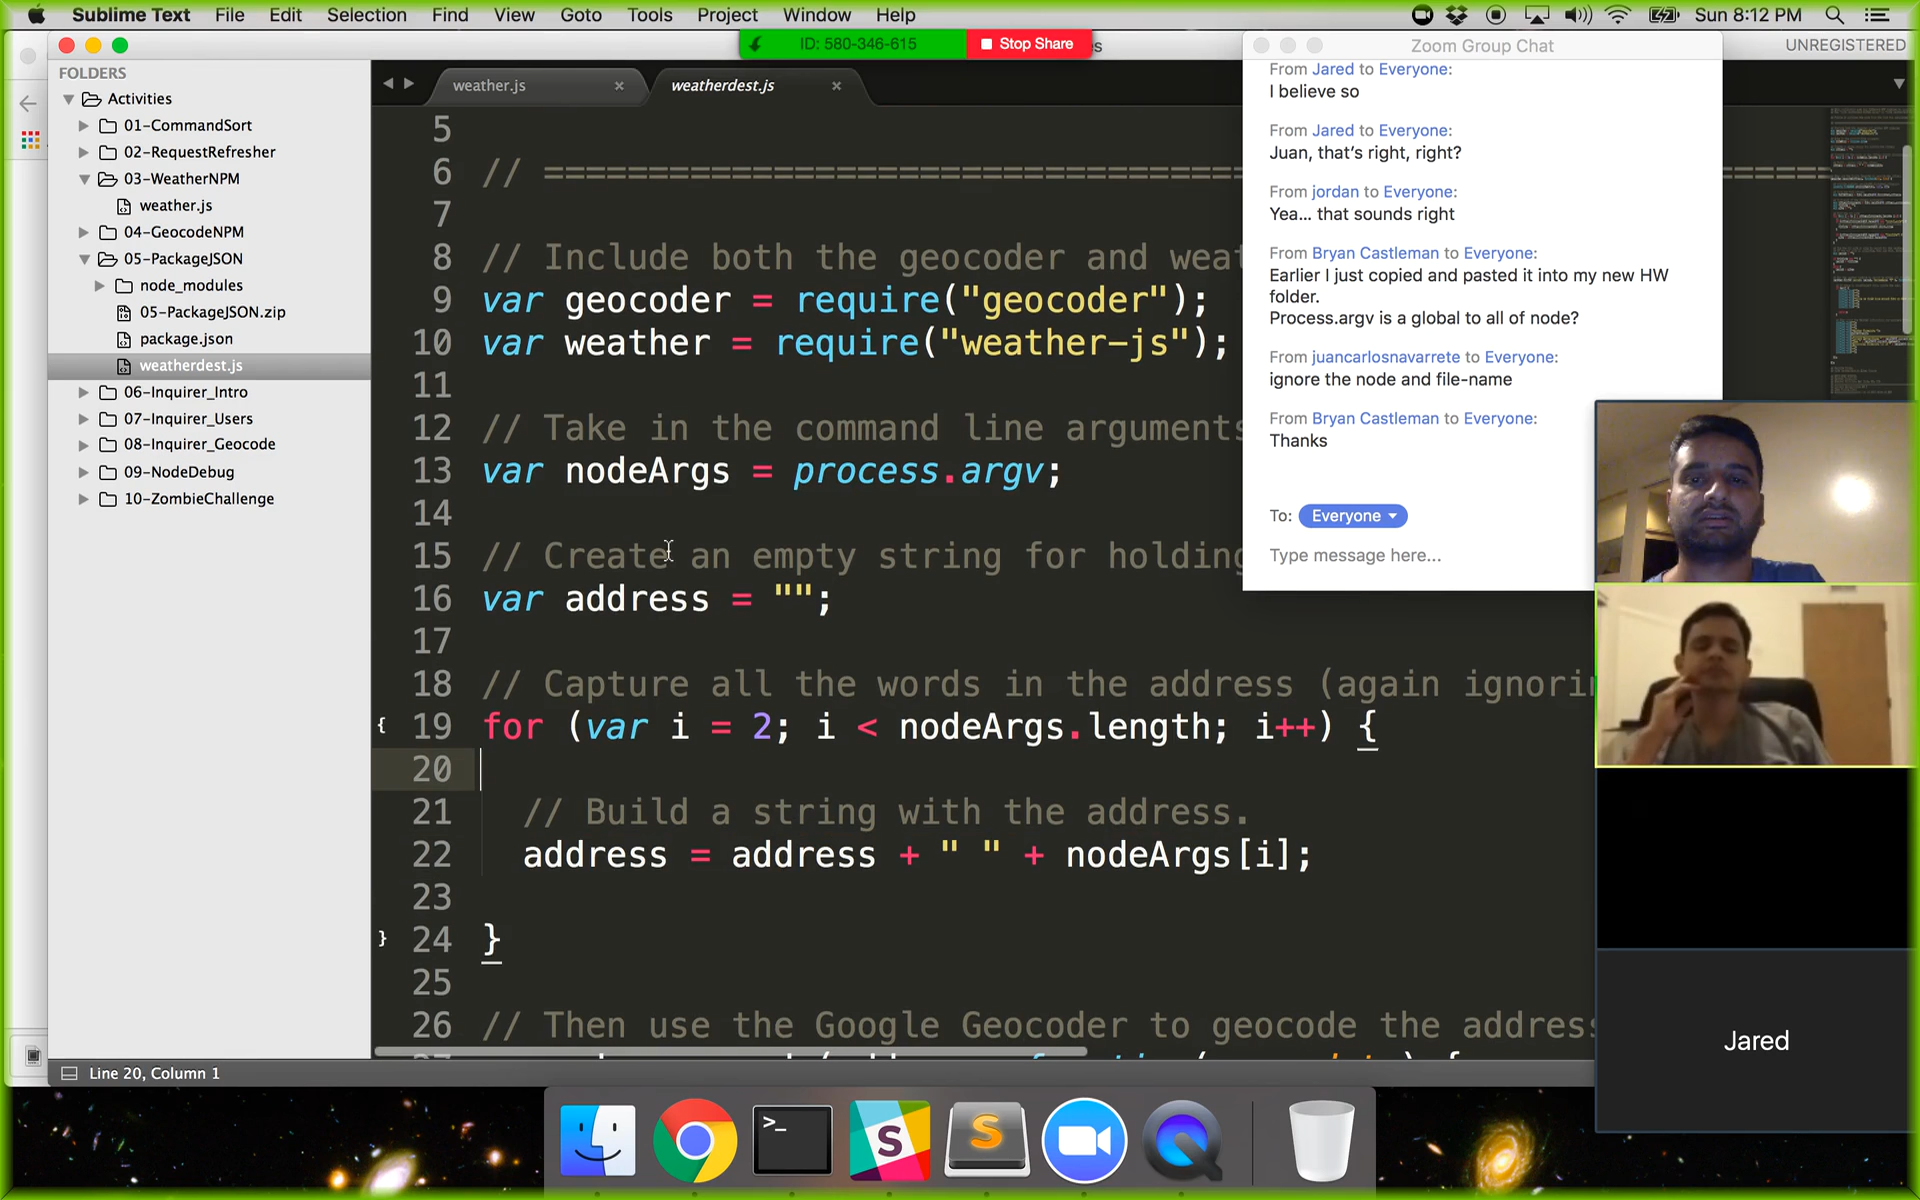 Sublime Text File Edit Selection Find View Goto Tools Project Window Help
Sun 8:12 PM
ID: 580-346-615 Stop Share
UNREGISTERED
FOLDERS
Activities
01-CommandSort
02-RequestRefresher
03-WeatherNPM
weather.js
04-GeocodeNPM
05-PackageJSON
node_modules
05-PackageJSON.zip
package.json
weatherdest.js
06-Inquirer_Intro
07-Inquirer_Users
08-Inquirer_Geocode
09-NodeDebug
10-ZombieChallenge
weather.js
weatherdest.js
5
6 // ==================================
7
8 // Include both the geocoder and weat
9 var geocoder = require("geocoder");
10 var weather = require("weather-js");
11
12 // Take in the command line arguments
13 var nodeArgs = process.argv;
14
15 // Create an empty string for holding
16 var address = "";
17
18 // Capture all the words in the address (again ignorin
19 for (var i = 2; i < nodeArgs.length; i++) {
20
21 // Build a string with the address.
22 address = address + " " + nodeArgs[i];
23
24 }
25
26 // Then use the Google Geocoder to geocode the address
Line 20, Column 1
Zoom Group Chat
From Jared to Everyone:
I believe so
From Jared to Everyone:
Juan, that's right, right?
From jordan to Everyone:
Yea... that sounds right
From Bryan Castleman to Everyone:
Earlier I just copied and pasted it into my new HW
folder.
Process.argv is a global to all of node?
From juancarlosnavarrete to Everyone:
ignore the node and file-name
From Bryan Castleman to Everyone:
Thanks
To: Everyone
Type message here...
Jared